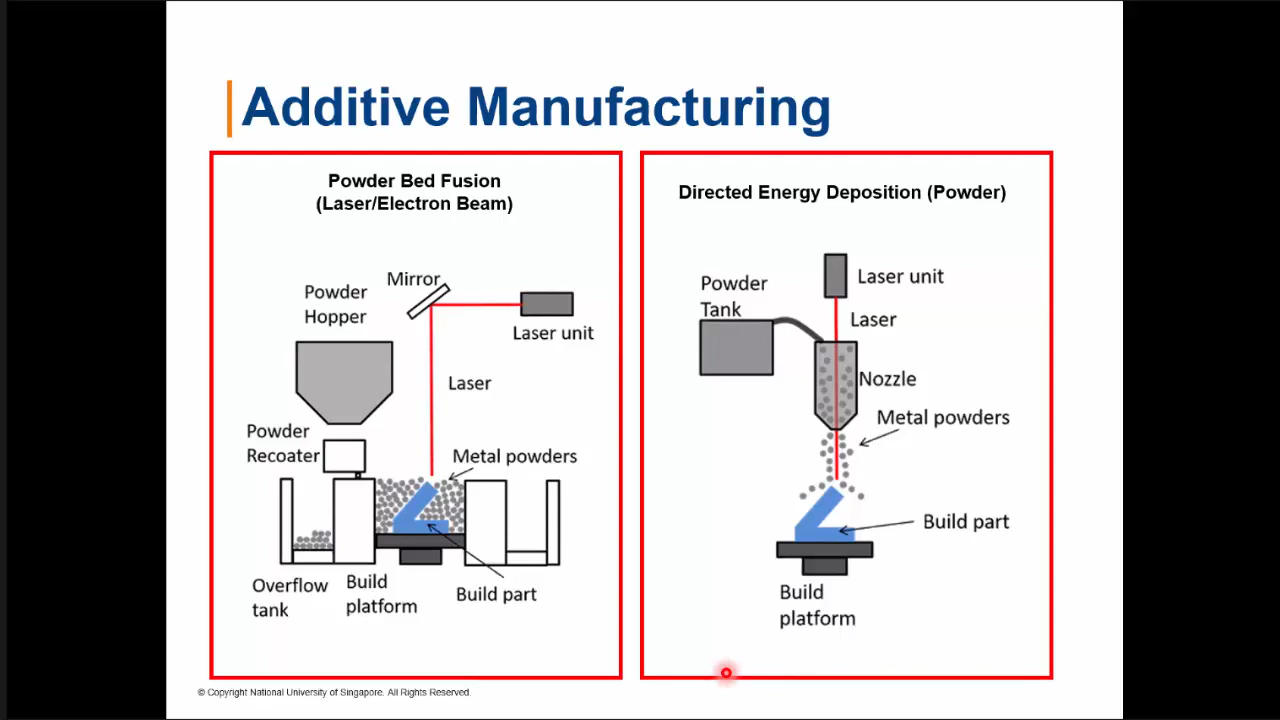 Additive Manufacturing
Powder Bed Fusion
(Laser/Electron Beam)
Mirror
Powder
Hopper
Laser unit
Laser
Powder
Recoater
Metal powders
Overflow
tank
Build
platform
Build part
Directed Energy Deposition (Powder)
Powder
Tank
Laser unit
Laser
Nozzle
Metal powders
Build part
Build
platform
© Copyright National University of Singapore. All Rights Reserved.